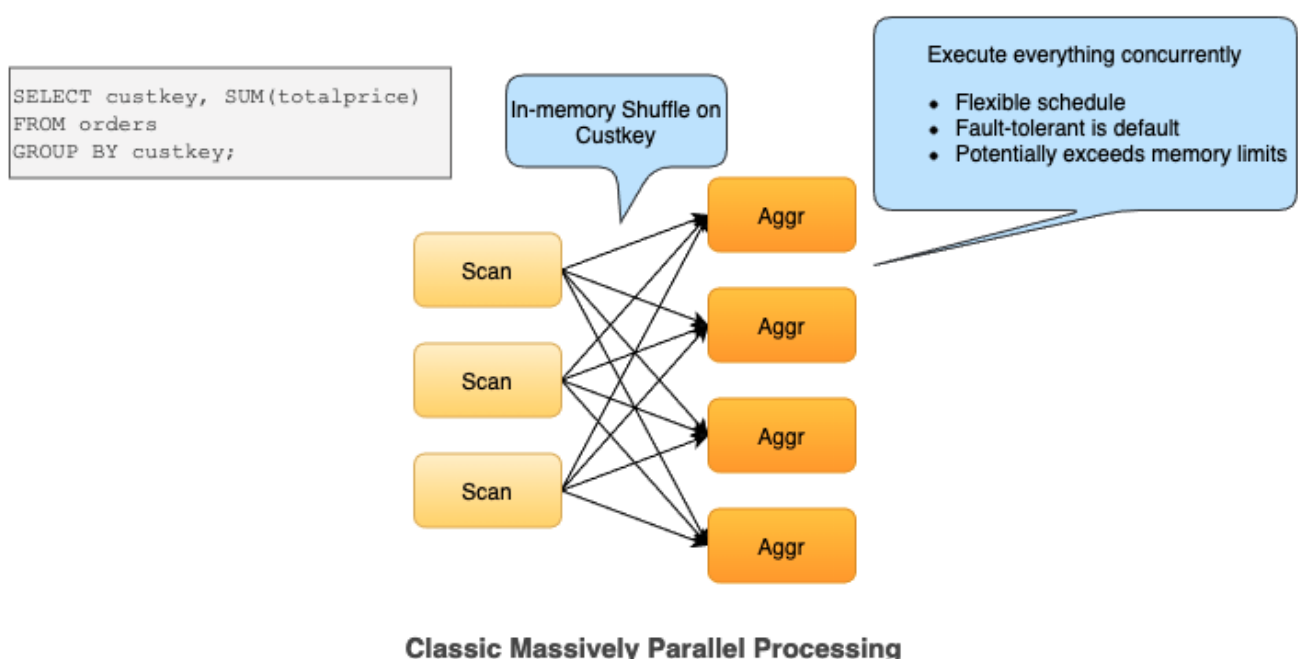 SELECT custkey, SUM(totalprice)
FROM orders
GROUP BY custkey;
In-memory Shuffle on
Custkey
Execute everything concurrently
• Flexible schedule
• Fault-tolerant is default
• Potentially exceeds memory limits
Scan
Scan
Scan
Aggr
Aggr
Aggr
Aggr
Classic Massively Parallel Processing